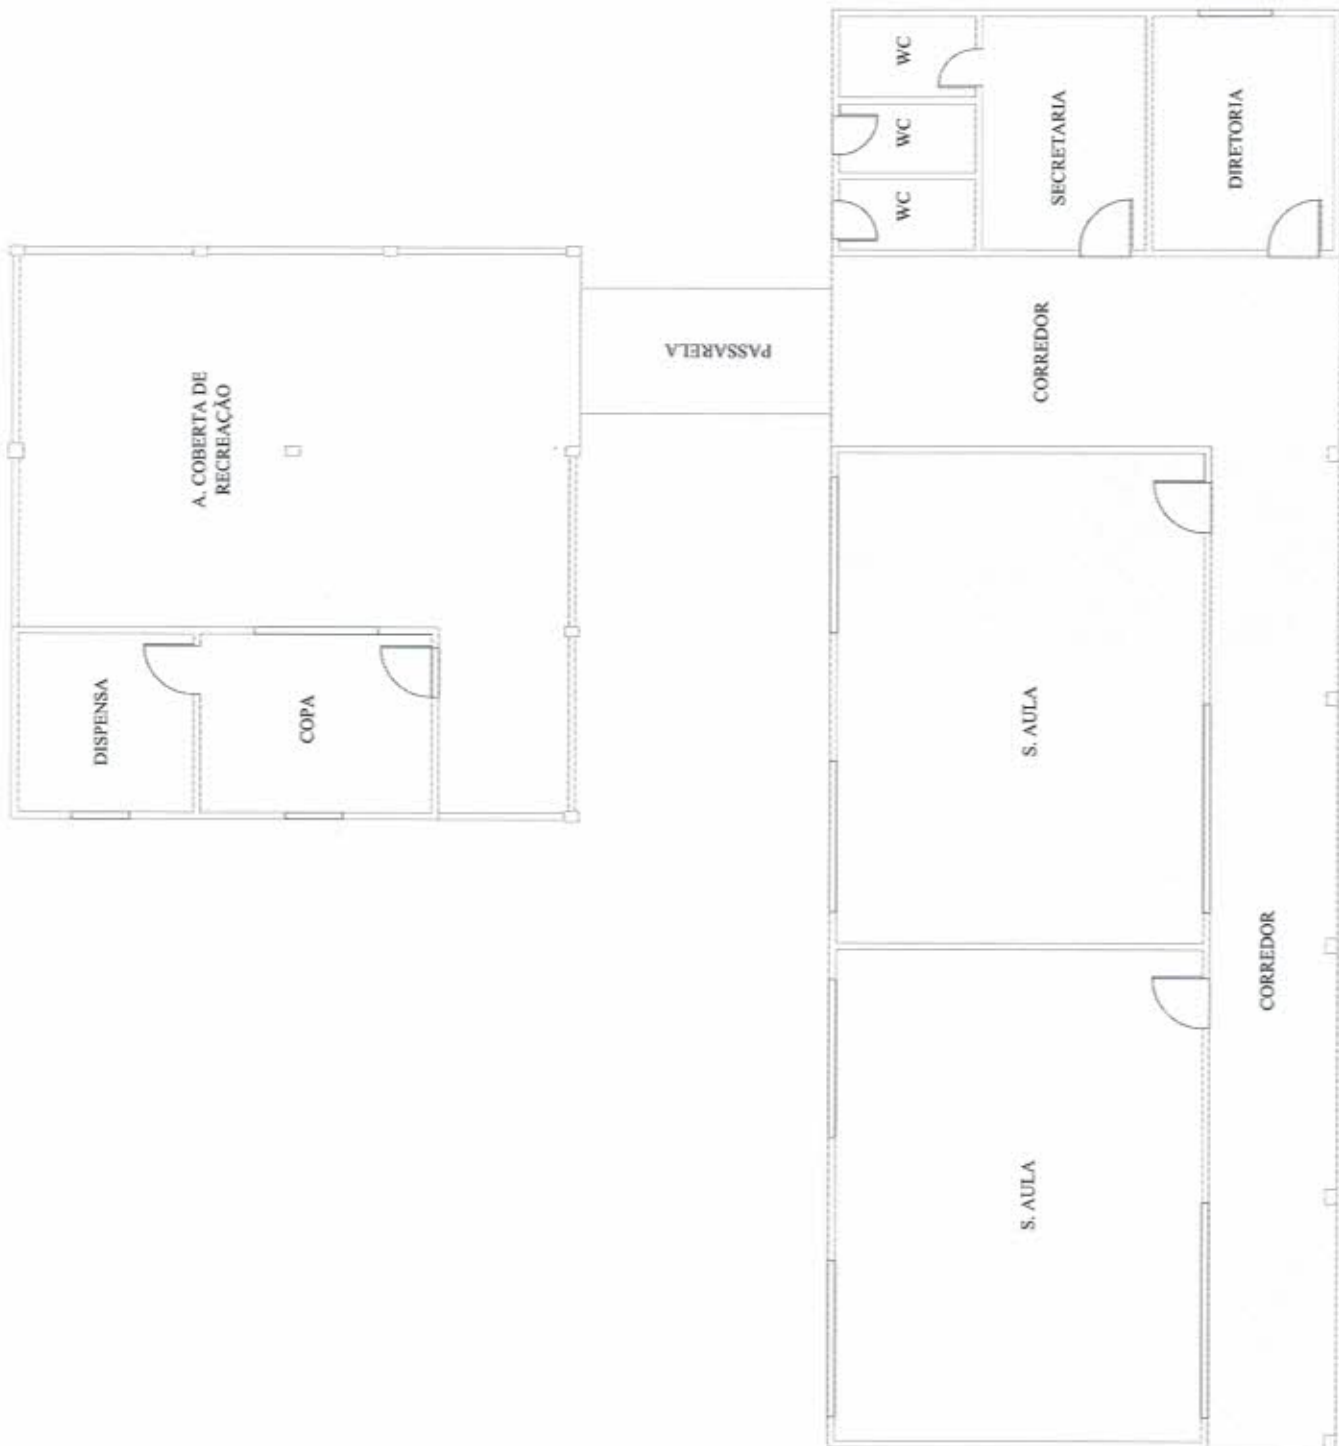 WC
WC
WC
SECRETARIA
DIRETORIA
A. COBERTA DE
RECREAÇÃO
PASSARELA
CORREDOR
DISPENSA
COPA
S. AULA
CORREDOR
S. AULA